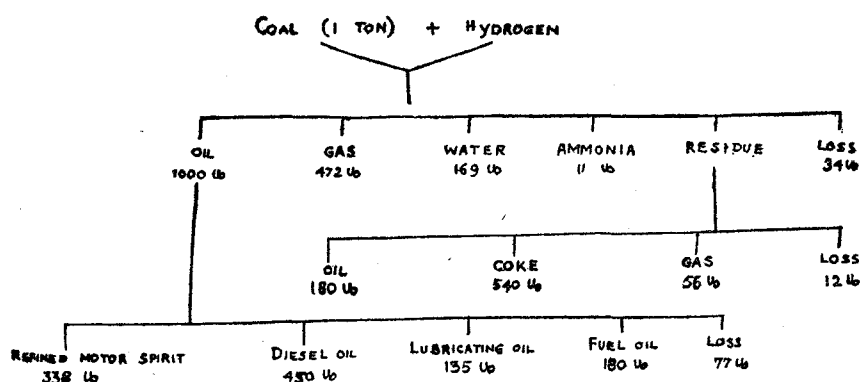 COAL (1 TON) + HYDROGEN
OIL GAS WATER AMMONIA RESIDUE LOSS
1000 lb 472 lb 169 lb 11 lb 34 lb
OIL COKE GAS LOSS
180 lb 540 lb 56 lb 12 lb
REFINED MOTOR SPIRIT DIESEL OIL LUBRICATING OIL FUEL OIL LOSS
338 lb 450 lb 135 lb 180 lb 77 lb